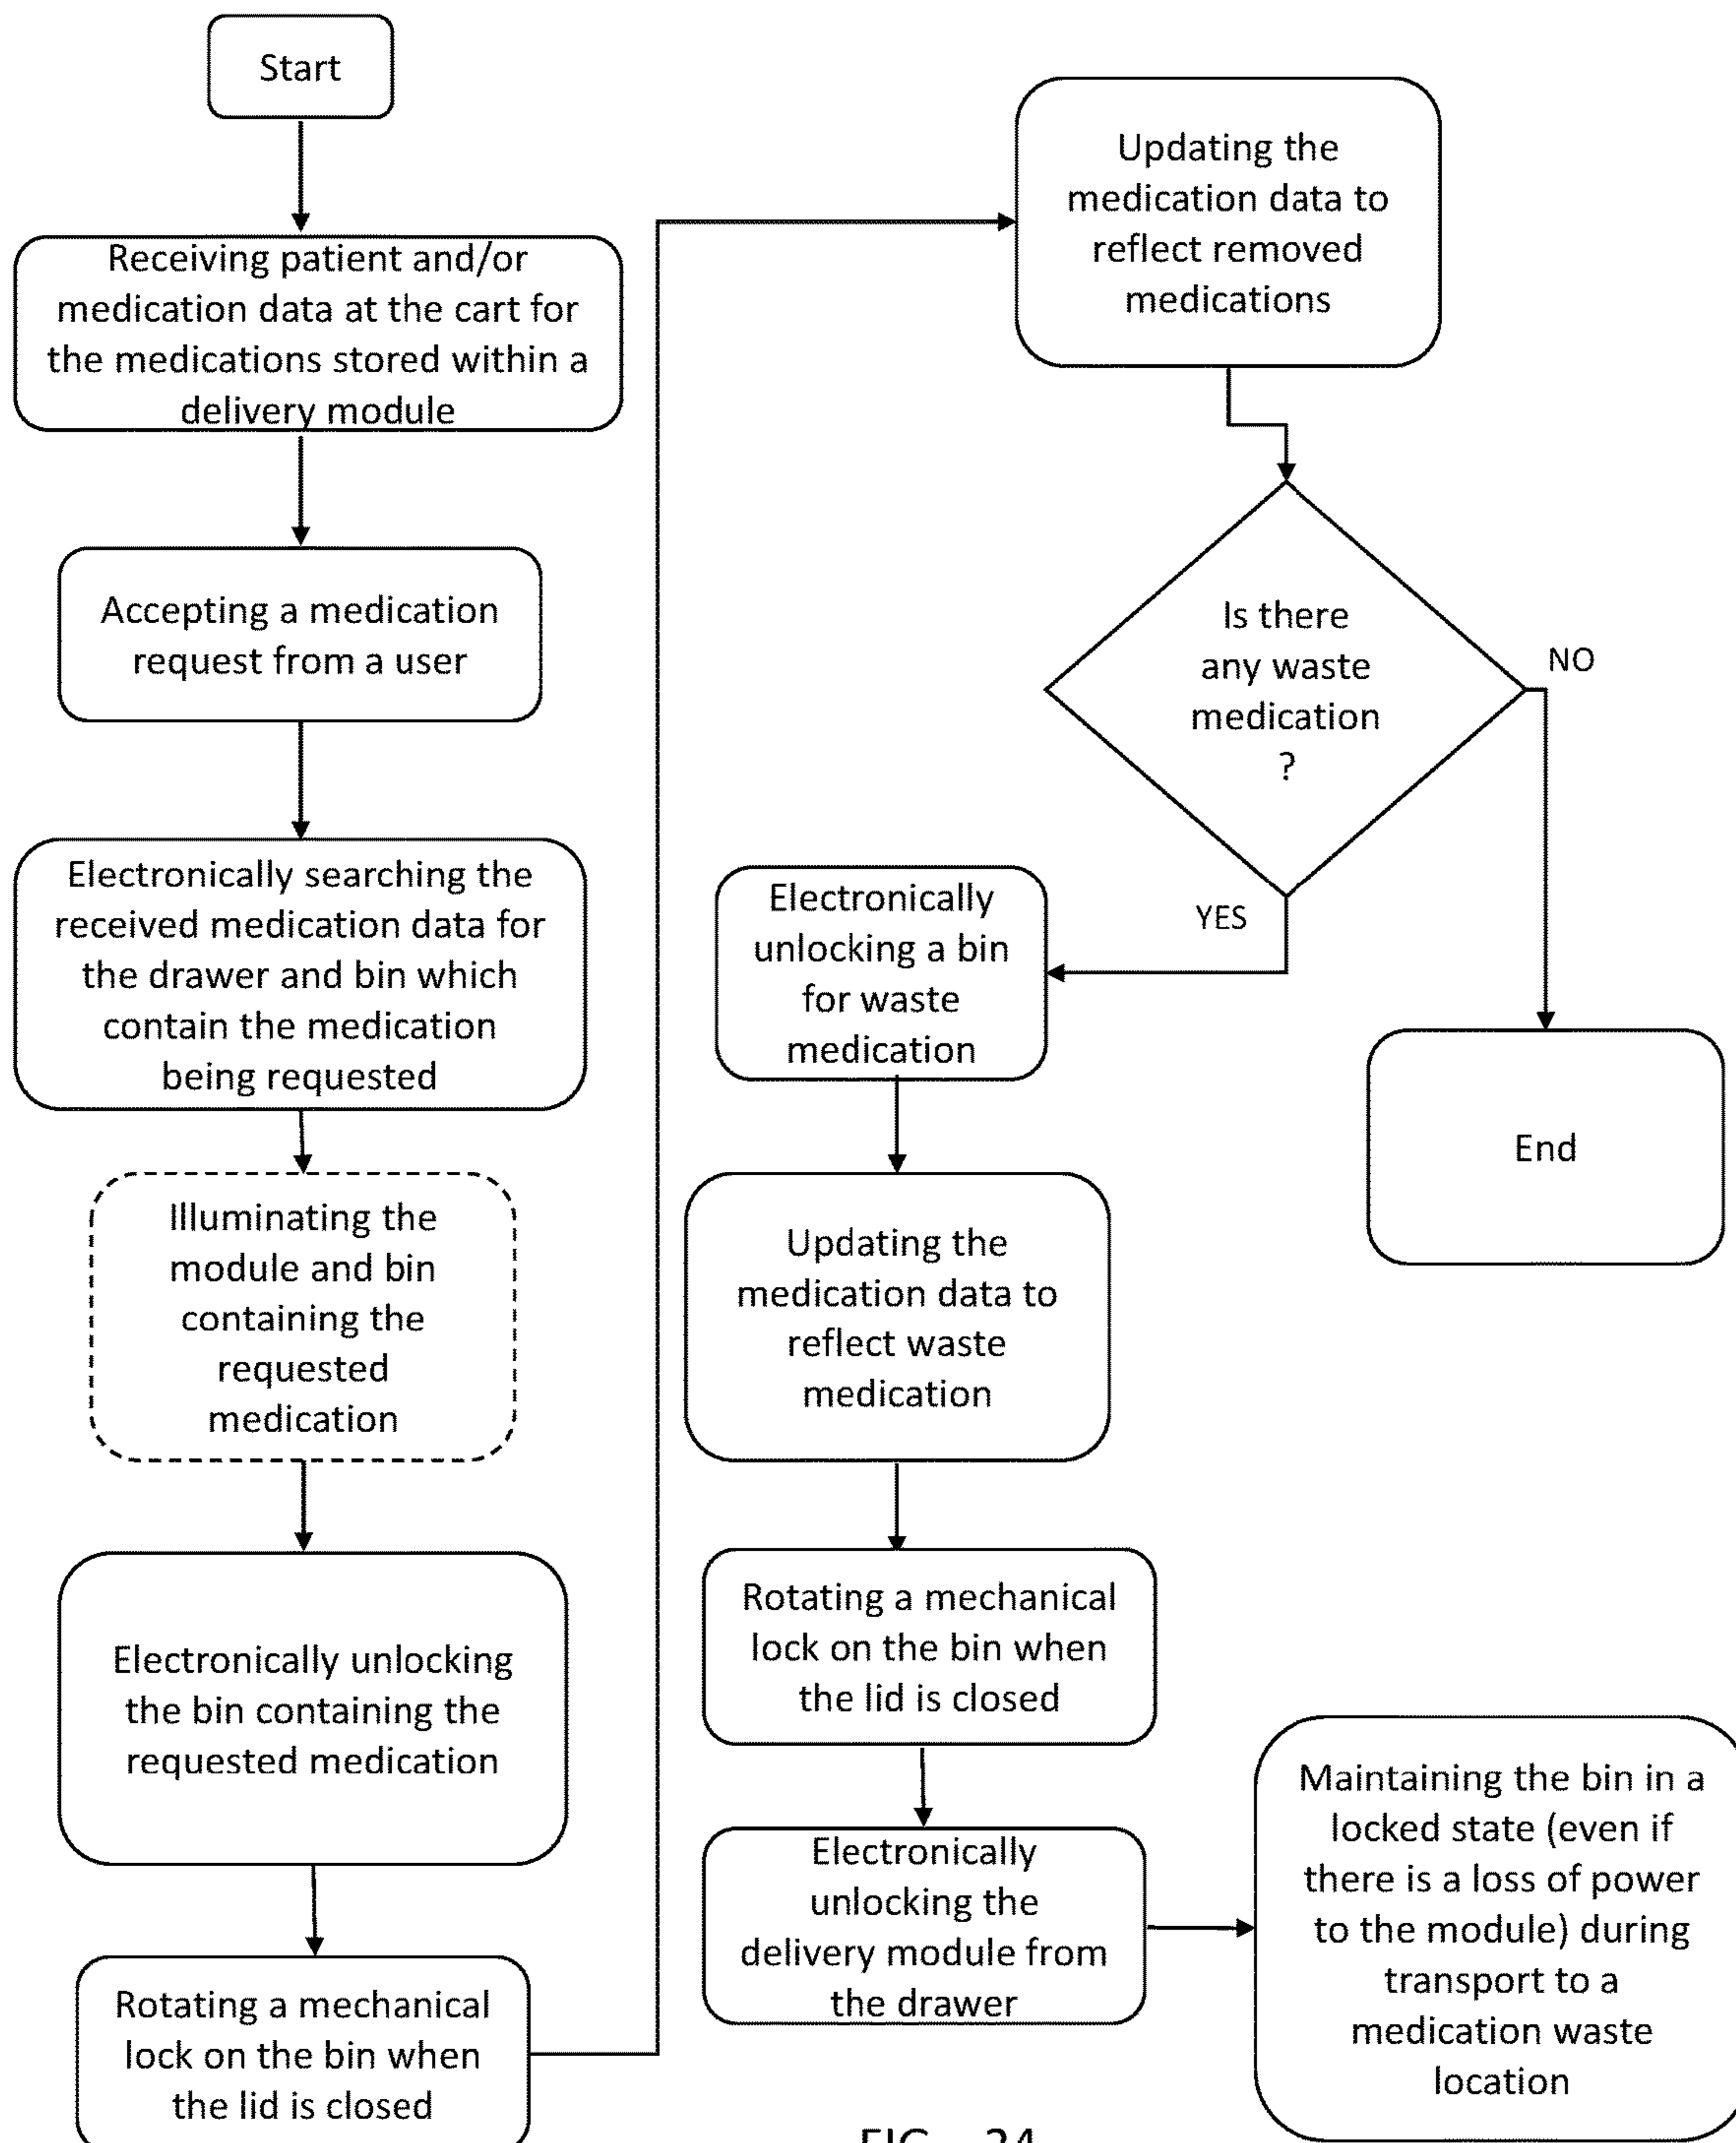 Start
Receiving patient and/or
medication data at the cart for
the medications stored within a
delivery module
Accepting a medication
request from a user
Electronically searching the
received medication data for
the drawer and bin which
contain the medication
being requested
Illuminating the
module and bin
containing the
requested
medication
Electronically unlocking
the bin containing the
requested medication
Rotating a mechanical
lock on the bin when
the lid is closed
Updating the
medication data to
reflect removed
medications
Is there
any waste
medication
?
NO
YES
End
Electronically
unlocking a bin
for waste
medication
Updating the
medication data to
reflect waste
medication
Rotating a mechanical
lock on the bin when
the lid is closed
Electronically
unlocking the
delivery module from
the drawer
Maintaining the bin in a
locked state (even if
there is a loss of power
to the module) during
transport to a
medication waste
location